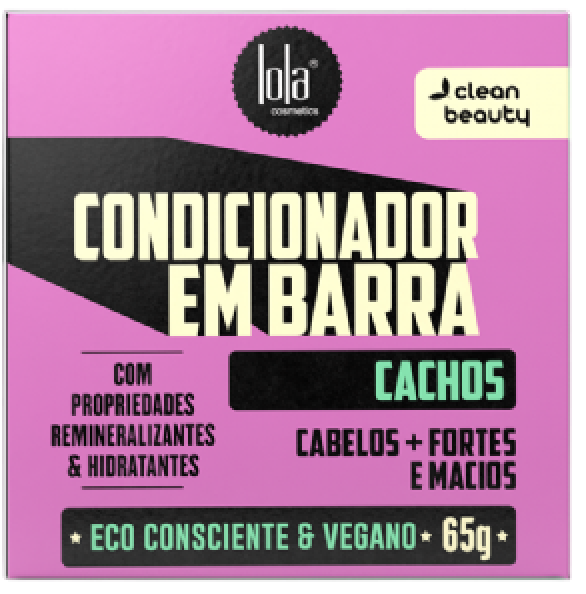 lola®
cosmetics
clean
beauty
CONDICIONADOR
EM BARRA
COM
PROPRIEDADES
REMINERALIZANTES
& HIDRATANTES
CACHOS
CABELOS + FORTES
E MACIOS
★ ECO CONSCIENTE & VEGANO ★ 65g ★